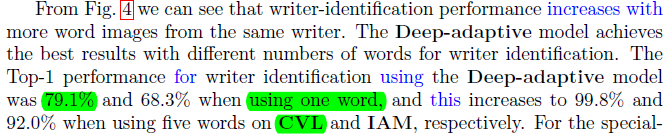 From Fig. 4 we can see that writer-identification performance increases with
more word images from the same writer. The Deep-adaptive model achieves
the best results with different numbers of words for writer identification. The
Top-1 performance for writer identification using the Deep-adaptive model
was 79.1% and 68.3% when using one word, and this increases to 99.8% and
92.0% when using five words on CVL and IAM, respectively. For the special-